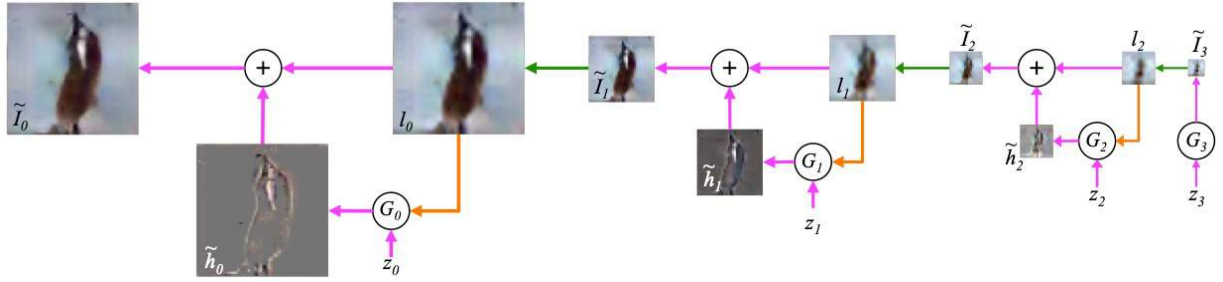 Ĩ₀
+
l₀
h̃₀
G₀
z₀
Ĩ₁
+
l₁
h̃₁
G₁
z₁
Ĩ₂
+
l₂
Ĩ₃
h̃₂
G₂
G₃
z₂
z₃